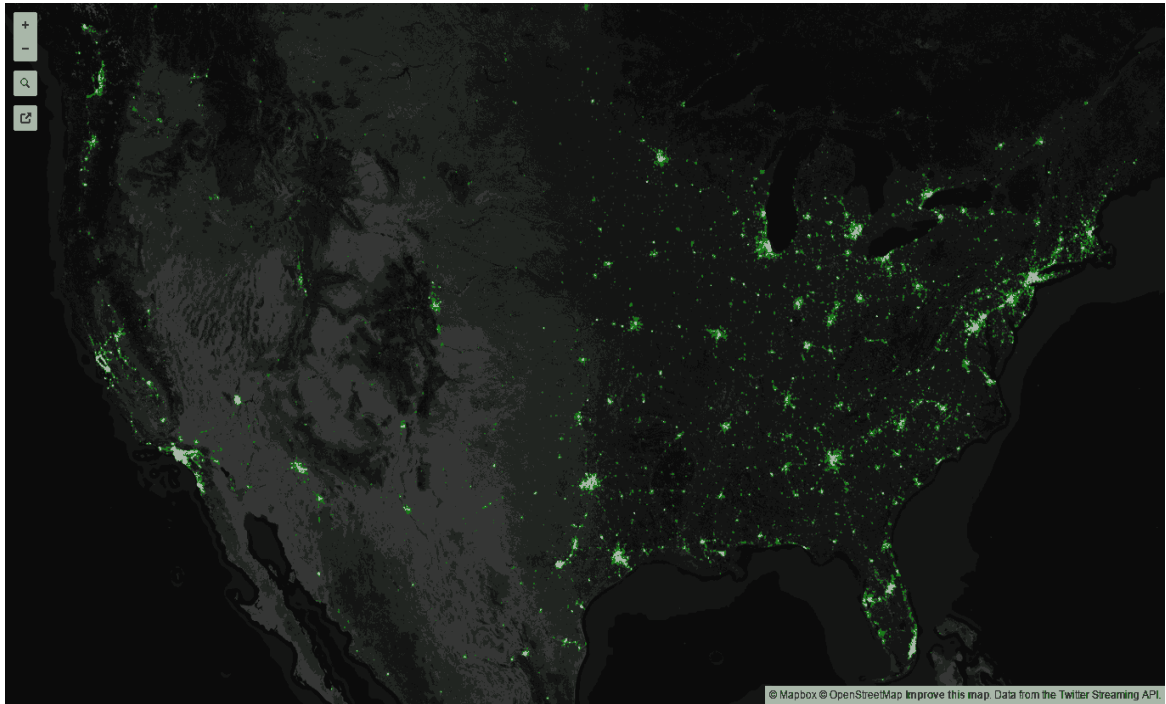 +
−
© Mapbox © OpenStreetMap Improve this map. Data from the Twitter Streaming API.